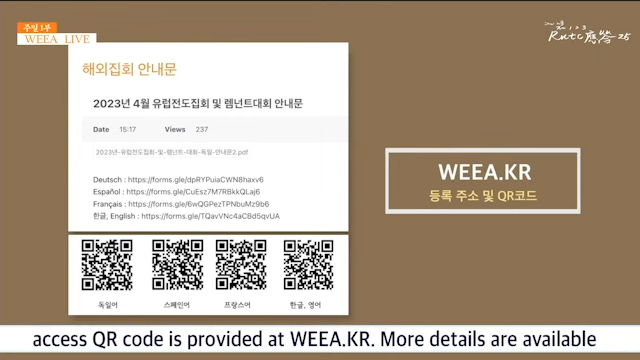 주일 1부
WEEA LIVE
Rutc 應答 25
해외집회 안내문
2023년 4월 유럽전도집회 및 렘넌트대회 안내문
Date 15:17 Views 237
2023년-유럽전도집회-및-렘넌트-대회-독일-안내문2.pdf
Deutsch : https://forms.gle/dpRYPuiaCWN8haxv6
Español : https://forms.gle/CuEsz7M7RBkkQLaj6
Français : https://forms.gle/6wQGPezTPNbuMz9b6
한글, English : https://forms.gle/TQavVNc4aCBd5qvUA
WEEA.KR
등록 주소 및 QR코드
독일어 스페인어 프랑스어 한글, 영어
access QR code is provided at WEEA.KR. More details are available